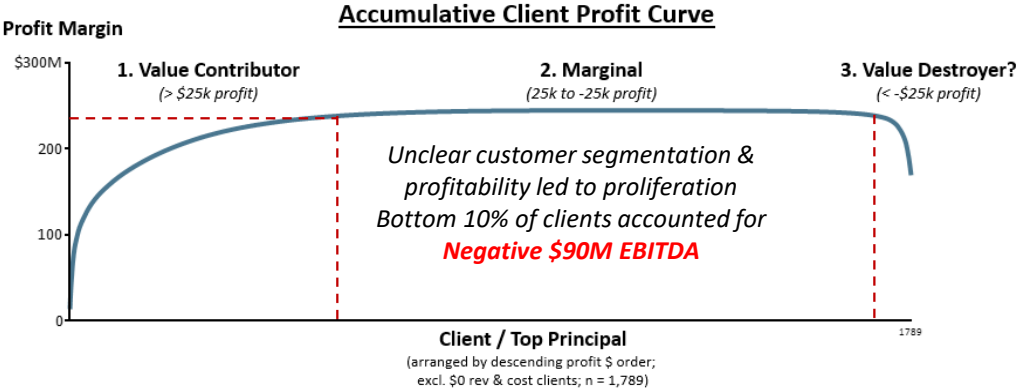 Accumulative Client Profit Curve
Profit Margin
$300M
200
100
0
1. Value Contributor
(> $25k profit)
2. Marginal
(25k to -25k profit)
3. Value Destroyer?
(< -$25k profit)
Unclear customer segmentation &
profitability led to proliferation
Bottom 10% of clients accounted for
Negative $90M EBITDA
1789
Client / Top Principal
(arranged by descending profit $ order;
excl. $0 rev & cost clients; n = 1,789)